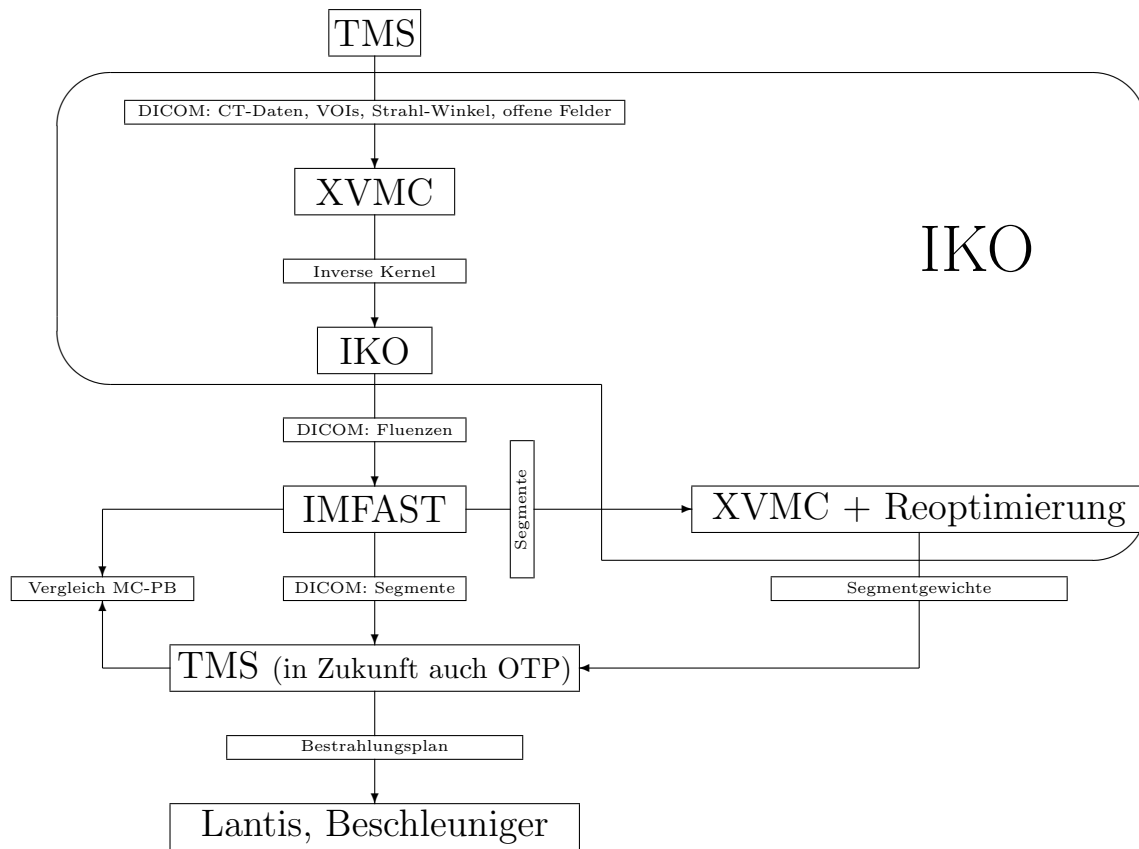 TMS
DICOM: CT-Daten, VOIs, Strahl-Winkel, offene Felder
XVMC
IKO
Inverse Kernel
IKO
DICOM: Fluenzen
Segmente
IMFAST
XVMC + Reoptimierung
Vergleich MC-PB
DICOM: Segmente
Segmentgewichte
TMS (in Zukunft auch OTP)
Bestrahlungsplan
Lantis, Beschleuniger